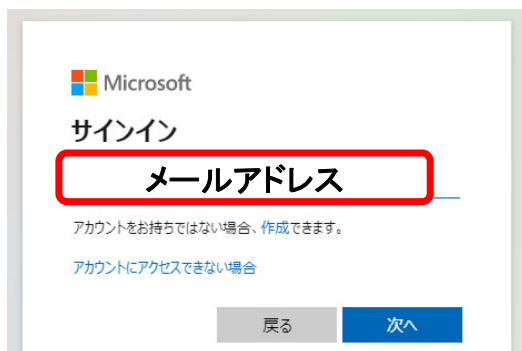 Microsoft
サインイン
メールアドレス
アカウントをお持ちではない場合、作成できます。
アカウントにアクセスできない場合
戻る
次へ